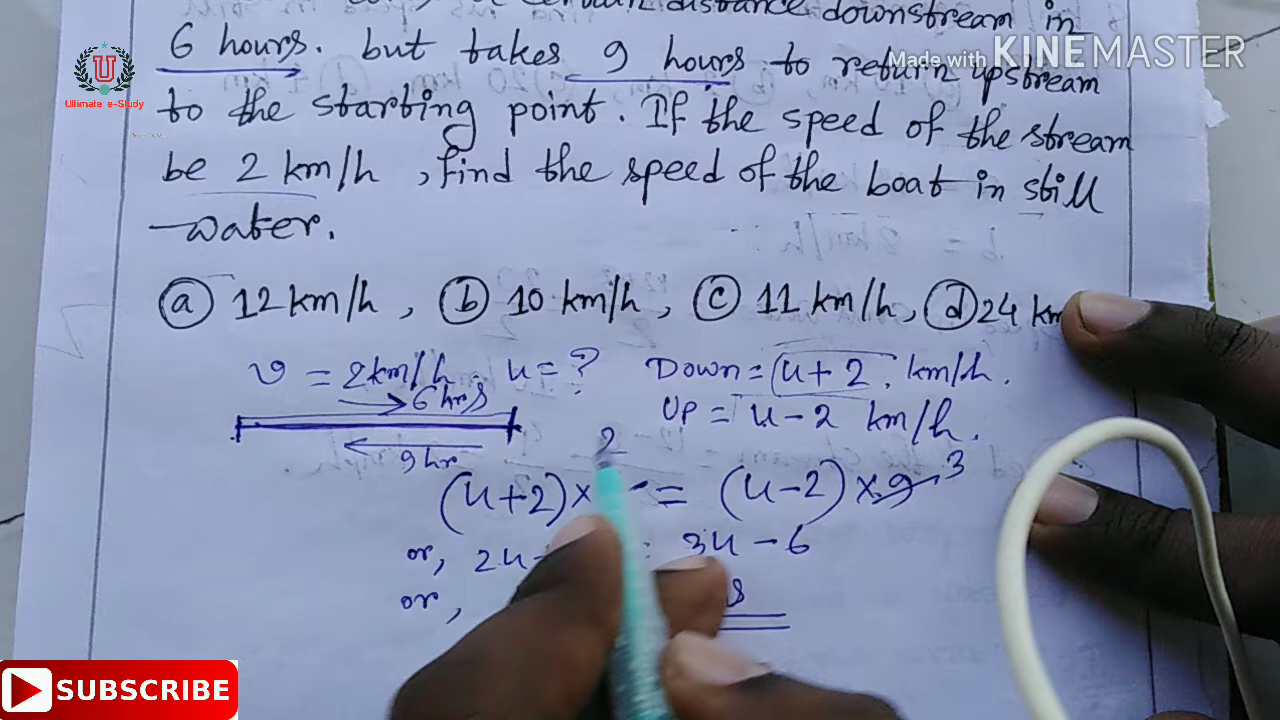 distance downstream in
6 hours. but takes 9 hours to return upstream
to the starting point. If the speed of the stream
be 2 km/h, find the speed of the boat in still
water.
ⓐ 12 km/h, ⓑ 10 km/h, ⓒ 11 km/h, ⓓ 24 km
v = 2 km/h. u = ? Down = (u+2). km/h.
6 hrs
UP = u-2 km/h.
9 hr
2
(u+2)× = (u-2)×9 3
or, 2u 3u-6
or,
Made with KINEMASTER
U
Ultimate e-Study
SUBSCRIBE